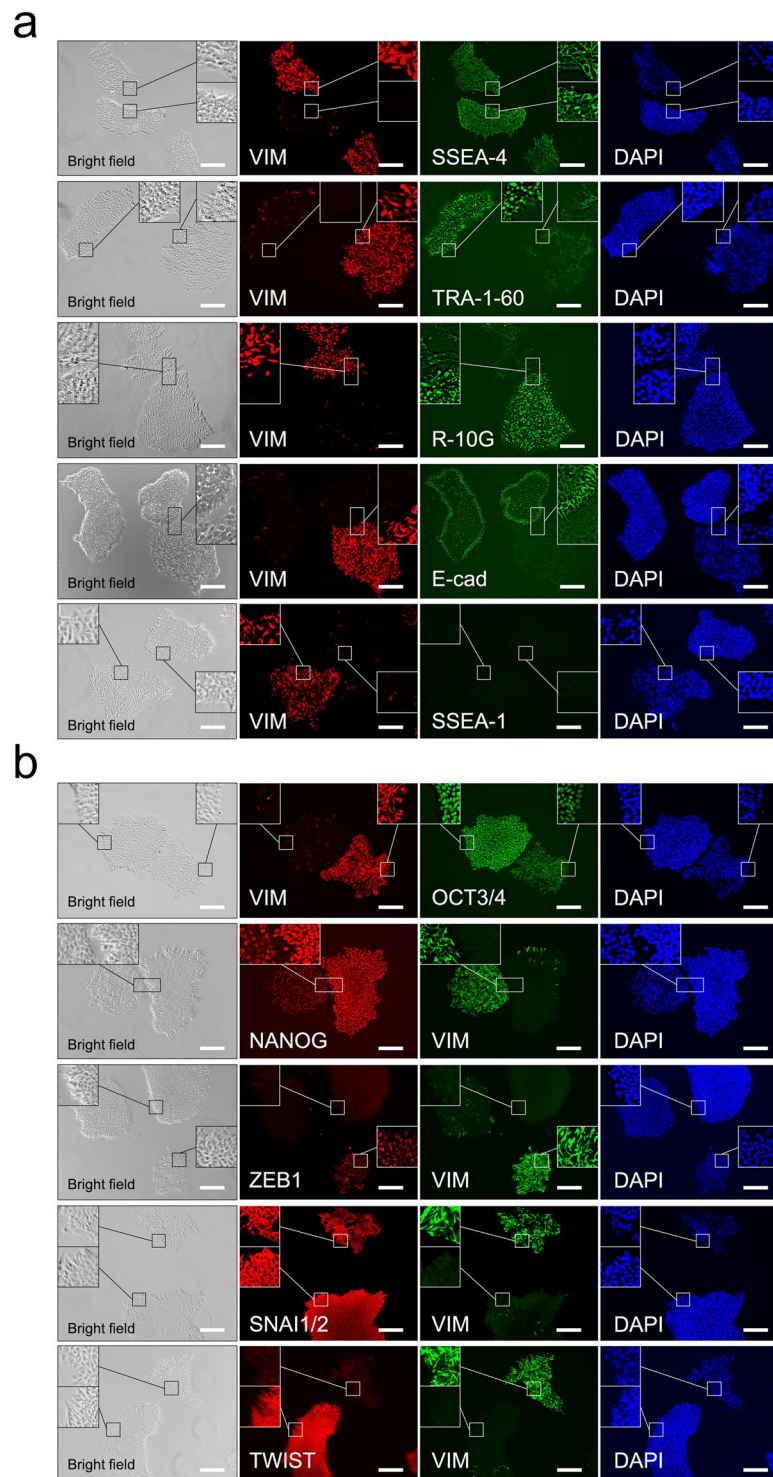 a
Bright field VIM SSEA-4 DAPI
Bright field VIM TRA-1-60 DAPI
Bright field VIM R-10G DAPI
Bright field VIM E-cad DAPI
Bright field VIM SSEA-1 DAPI
b
Bright field VIM OCT3/4 DAPI
Bright field NANOG VIM DAPI
Bright field ZEB1 VIM DAPI
Bright field SNAI1/2 VIM DAPI
Bright field TWIST VIM DAPI